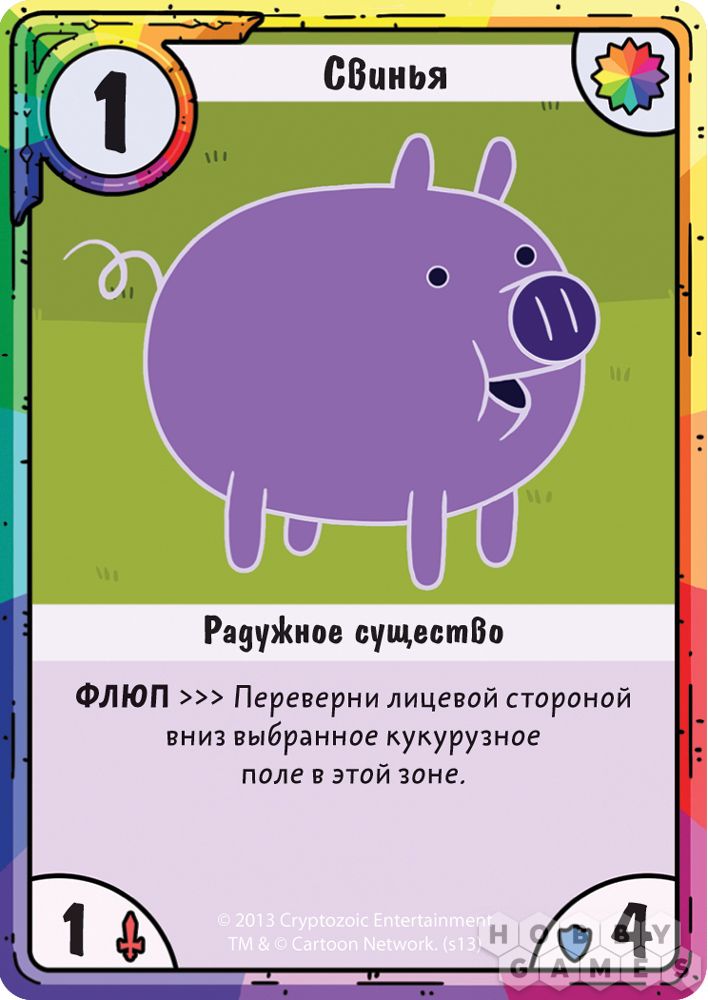 1
Свинья
Радужное существо
ФЛЮП >>> Переверни лицевой стороной
вниз выбранное кукурузное
поле в этой зоне.
1
4
© 2013 Cryptozoic Entertainment.
TM & © Cartoon Network. (s13)
HOBBY
GAMES